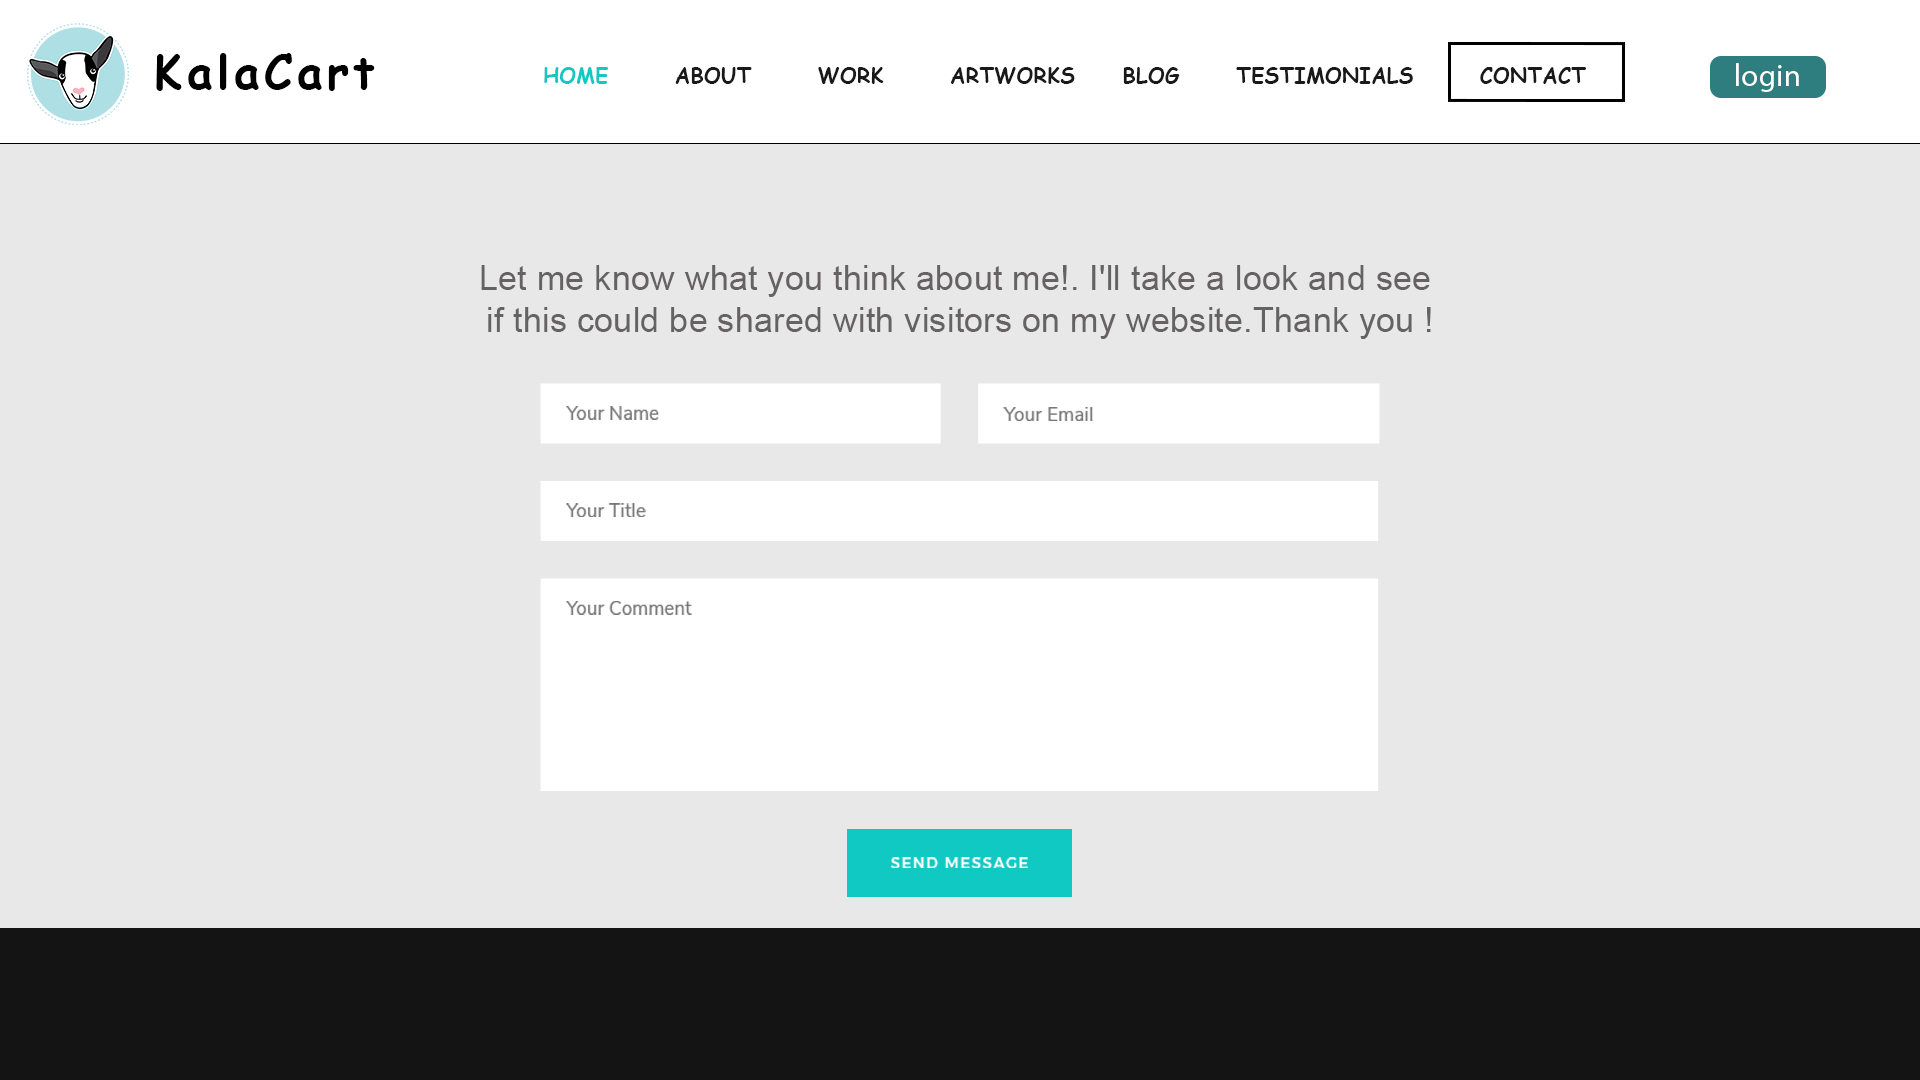 KalaCart
HOME ABOUT WORK ARTWORKS BLOG TESTIMONIALS CONTACT login
Let me know what you think about me!. I'll take a look and see
if this could be shared with visitors on my website.Thank you !
Your Name Your Email
Your Title
Your Comment
SEND MESSAGE